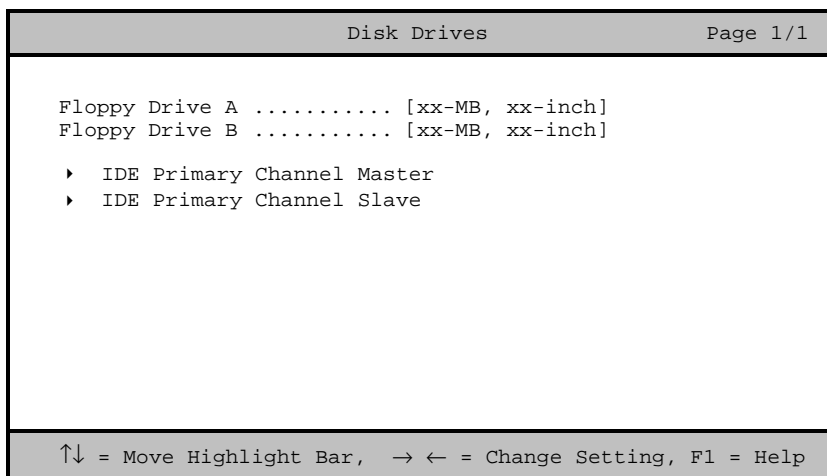 Disk Drives Page 1/1
Floppy Drive A ........... [xx-MB, xx-inch]
Floppy Drive B ........... [xx-MB, xx-inch]
IDE Primary Channel Master
IDE Primary Channel Slave
↑↓ = Move Highlight Bar, → ← = Change Setting, F1 = Help